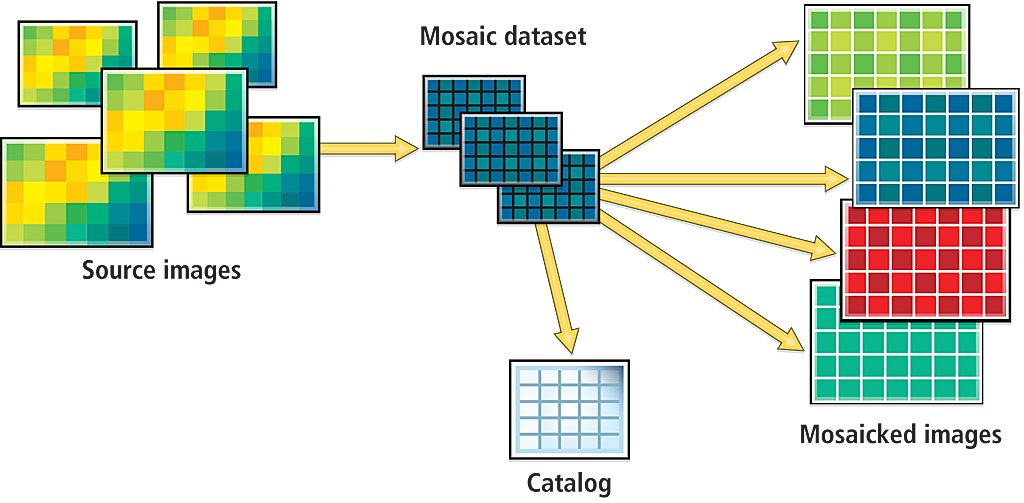 Mosaic dataset
Source images
Mosaicked images
Catalog